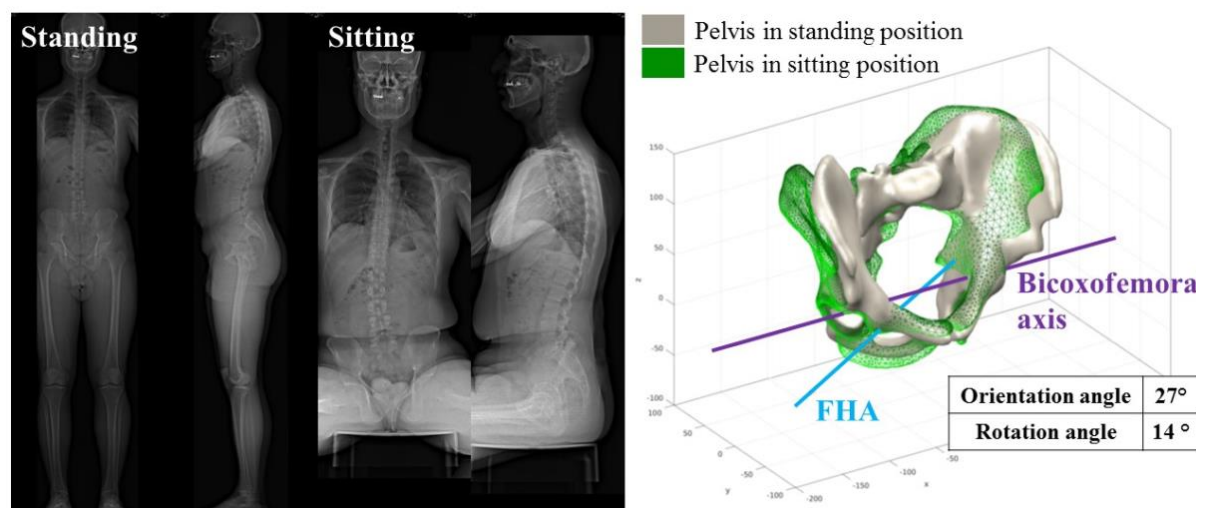 Standing
Sitting
Pelvis in standing position
Pelvis in sitting position
150
100
50
0
-50
-100
z
100
50
0
-50
-100
y
-200
-150
-100
-50
x
Bicoxofemora
axis
FHA
Orientation angle 27°
Rotation angle 14 °